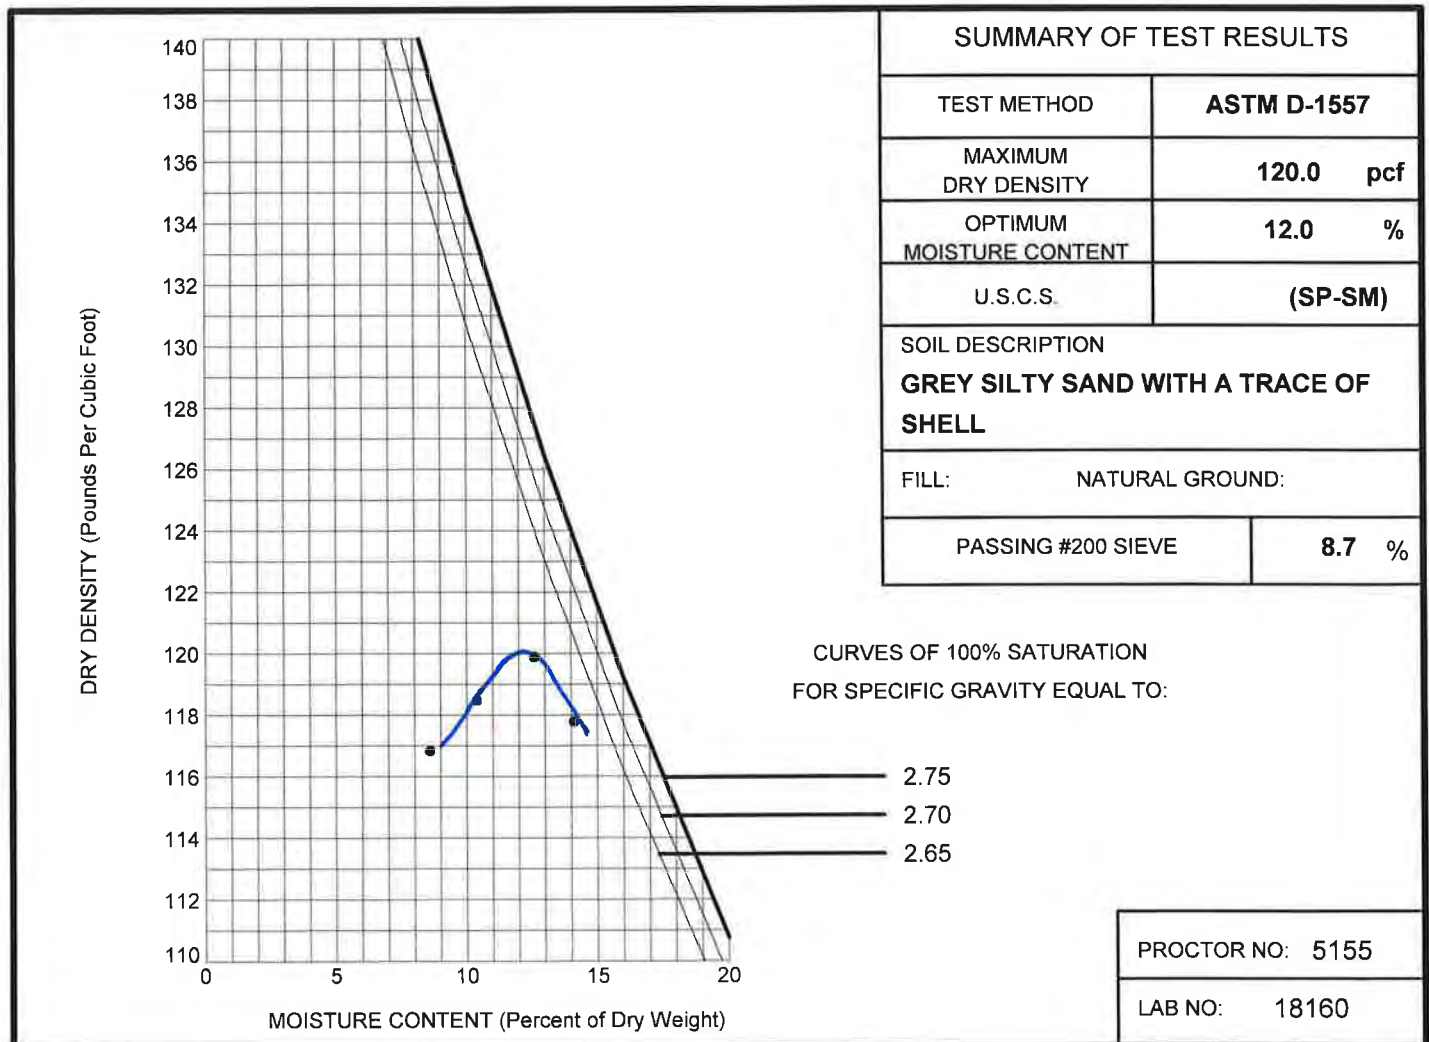 140
138
136
134
132
130
128
126
124
122
120
118
116
114
112
110
0 5 10 15 20
DRY DENSITY (Pounds Per Cubic Foot)
MOISTURE CONTENT (Percent of Dry Weight)
SUMMARY OF TEST RESULTS
TEST METHOD ASTM D-1557
MAXIMUM
DRY DENSITY 120.0 pcf
OPTIMUM
MOISTURE CONTENT 12.0 %
U.S.C.S. (SP-SM)
SOIL DESCRIPTION
GREY SILTY SAND WITH A TRACE OF
SHELL
FILL: NATURAL GROUND:
PASSING #200 SIEVE 8.7 %
CURVES OF 100% SATURATION
FOR SPECIFIC GRAVITY EQUAL TO:
2.75
2.70
2.65
PROCTOR NO: 5155
LAB NO: 18160